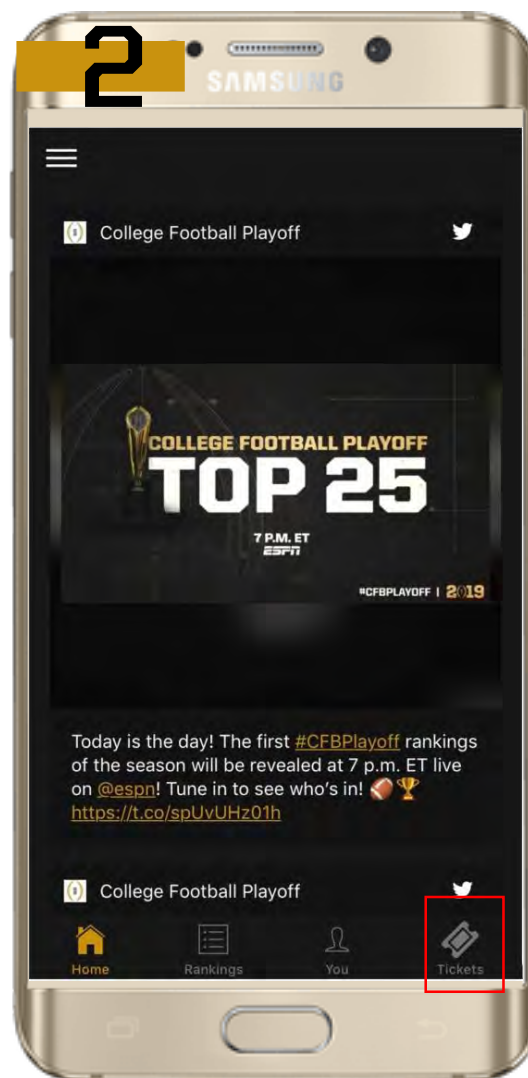 2
SAMSUNG
College Football Playoff
COLLEGE FOOTBALL PLAYOFF
TOP 25
7 P.M. ET
ESPN
#CFBPLAYOFF | 2019
Today is the day! The first #CFBPlayoff rankings
of the season will be revealed at 7 p.m. ET live
on @espn! Tune in to see who's in! 🏈🏆
https://t.co/spUvUHz01h
College Football Playoff
Home Rankings You Tickets